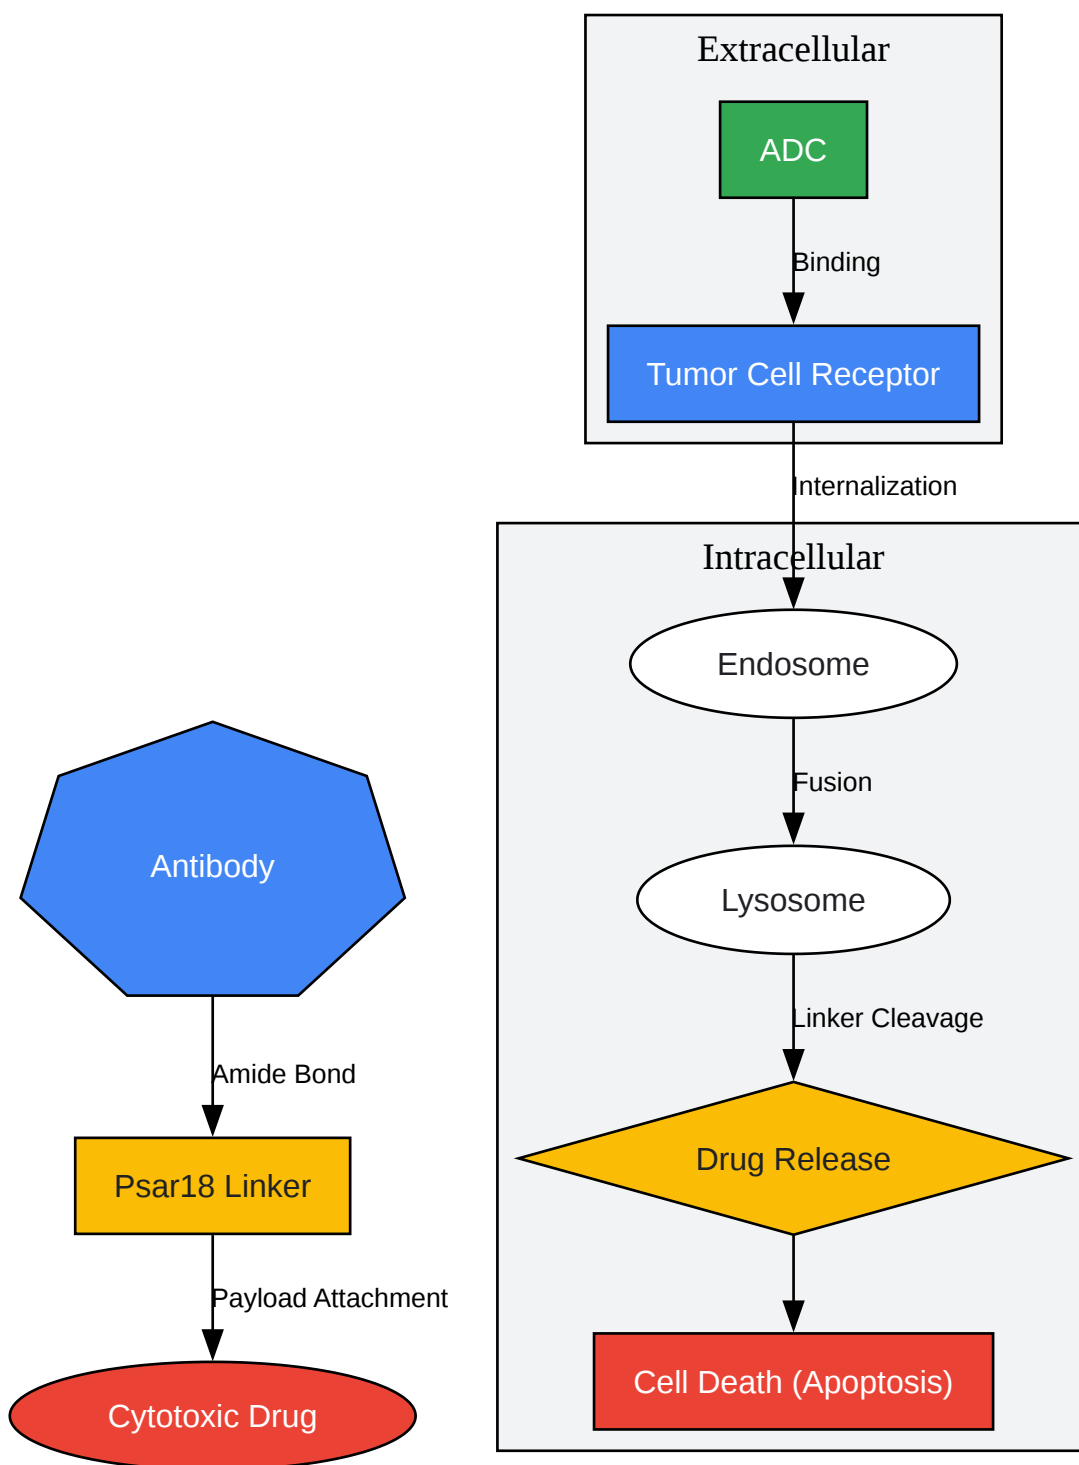 Extracellular
ADC
Binding
Tumor Cell Receptor
Internalization
Intracellular
Endosome
Fusion
Lysosome
Linker Cleavage
Drug Release
Cell Death (Apoptosis)
Antibody
Amide Bond
Psar18 Linker
Payload Attachment
Cytotoxic Drug